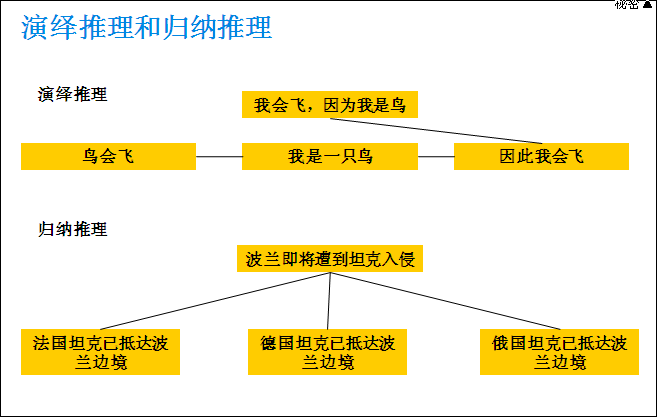 秘密
演绎推理和归纳推理
演绎推理
我会飞，因为我是鸟
鸟会飞
我是一只鸟
因此我会飞
归纳推理
波兰即将遭到坦克入侵
法国坦克已抵达波
兰边境
德国坦克已抵达波
兰边境
俄国坦克已抵达波
兰边境